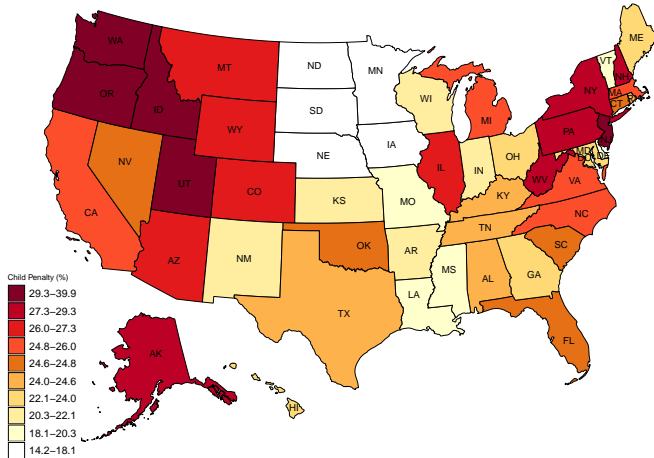 WA
MT
ND
MN
ME
VT
NH
OR
ID
SD
WI
NY
MA
CT
RI
MI
WY
IA
PA
NJ
NE
NV
UT
CO
IL
IN
OH
MD
DE
DC
WV
VA
CA
KS
MO
KY
NC
TN
AZ
NM
OK
AR
SC
MS
AL
GA
LA
TX
FL
AK
HI
Child Penalty (%)
29.3–39.9
27.3–29.3
26.0–27.3
24.8–26.0
24.6–24.8
24.0–24.6
22.1–24.0
20.3–22.1
18.1–20.3
14.2–18.1